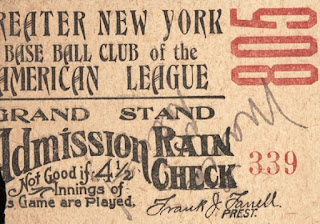 REATER NEW YORK
BASE BALL CLUB of the
AMERICAN LEAGUE
805
GRAND STAND
Admission RAIN
Not Good if 4½ CHECK 339
Innings of
s Game are Played.
Frank J. Farrell.
PREST.